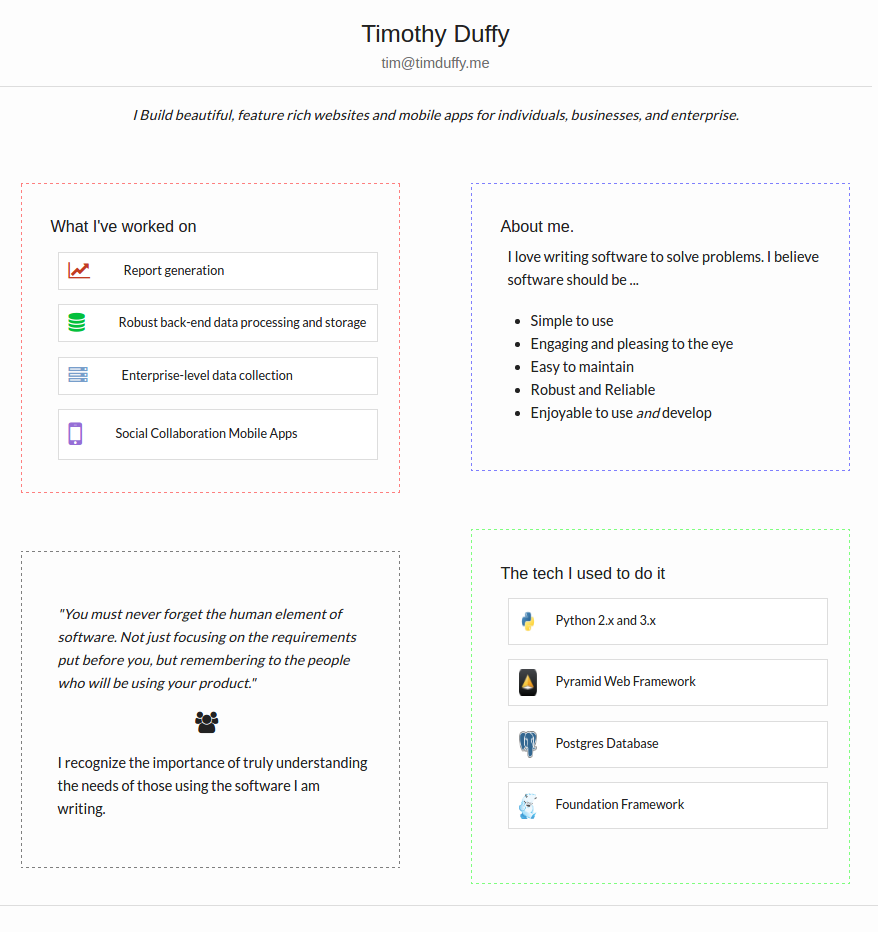 Timothy Duffy
tim@timduffy.me
I Build beautiful, feature rich websites and mobile apps for individuals, businesses, and enterprise.
What I've worked on
Report generation
Robust back-end data processing and storage
Enterprise-level data collection
Social Collaboration Mobile Apps
About me.
I love writing software to solve problems. I believe
software should be ...
Simple to use
Engaging and pleasing to the eye
Easy to maintain
Robust and Reliable
Enjoyable to use and develop
"You must never forget the human element of
software. Not just focusing on the requirements
put before you, but remembering to the people
who will be using your product."
I recognize the importance of truly understanding
the needs of those using the software I am
writing.
The tech I used to do it
Python 2.x and 3.x
Pyramid Web Framework
Postgres Database
Foundation Framework